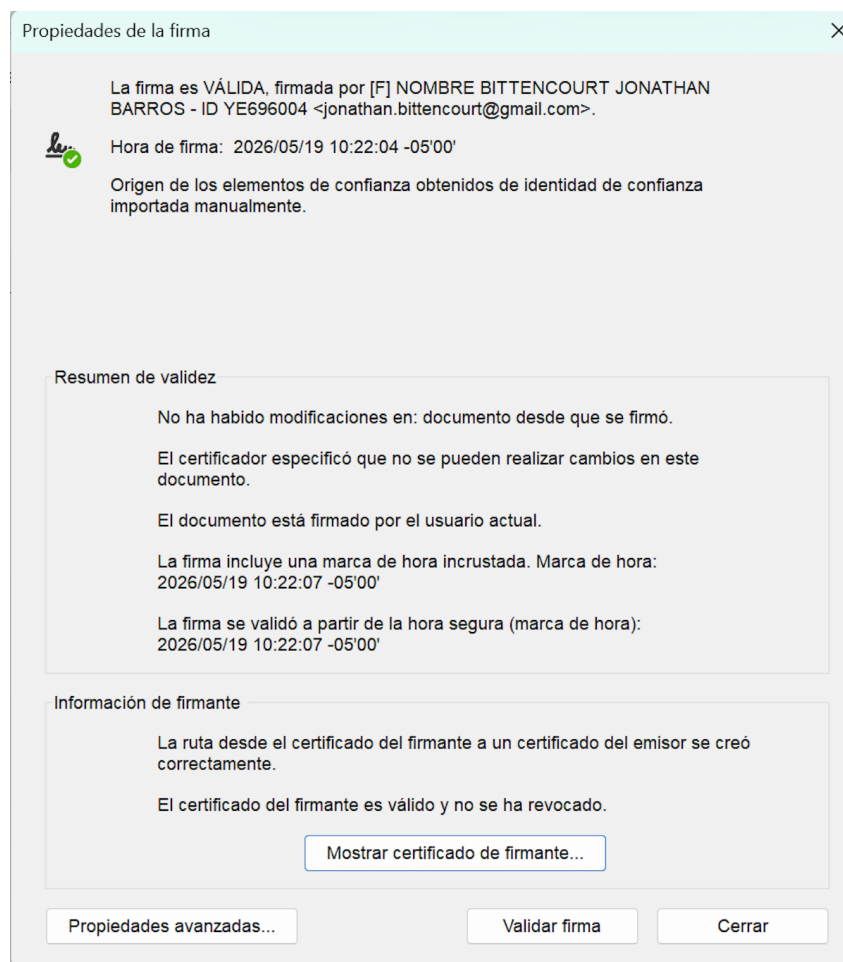 Propiedades de la firma
La firma es VÁLIDA, firmada por [F] NOMBRE BITTENCOURT JONATHAN
BARROS - ID YE696004 <jonathan.bittencourt@gmail.com>.
Hora de firma:  2026/05/19 10:22:04 -05'00'
Origen de los elementos de confianza obtenidos de identidad de confianza
importada manualmente.
Resumen de validez
No ha habido modificaciones en: documento desde que se firmó.
El certificador especificó que no se pueden realizar cambios en este
documento.
El documento está firmado por el usuario actual.
La firma incluye una marca de hora incrustada. Marca de hora:
2026/05/19 10:22:07 -05'00'
La firma se validó a partir de la hora segura (marca de hora):
2026/05/19 10:22:07 -05'00'
Información de firmante
La ruta desde el certificado del firmante a un certificado del emisor se creó
correctamente.
El certificado del firmante es válido y no se ha revocado.
Mostrar certificado de firmante...
Propiedades avanzadas...
Validar firma
Cerrar